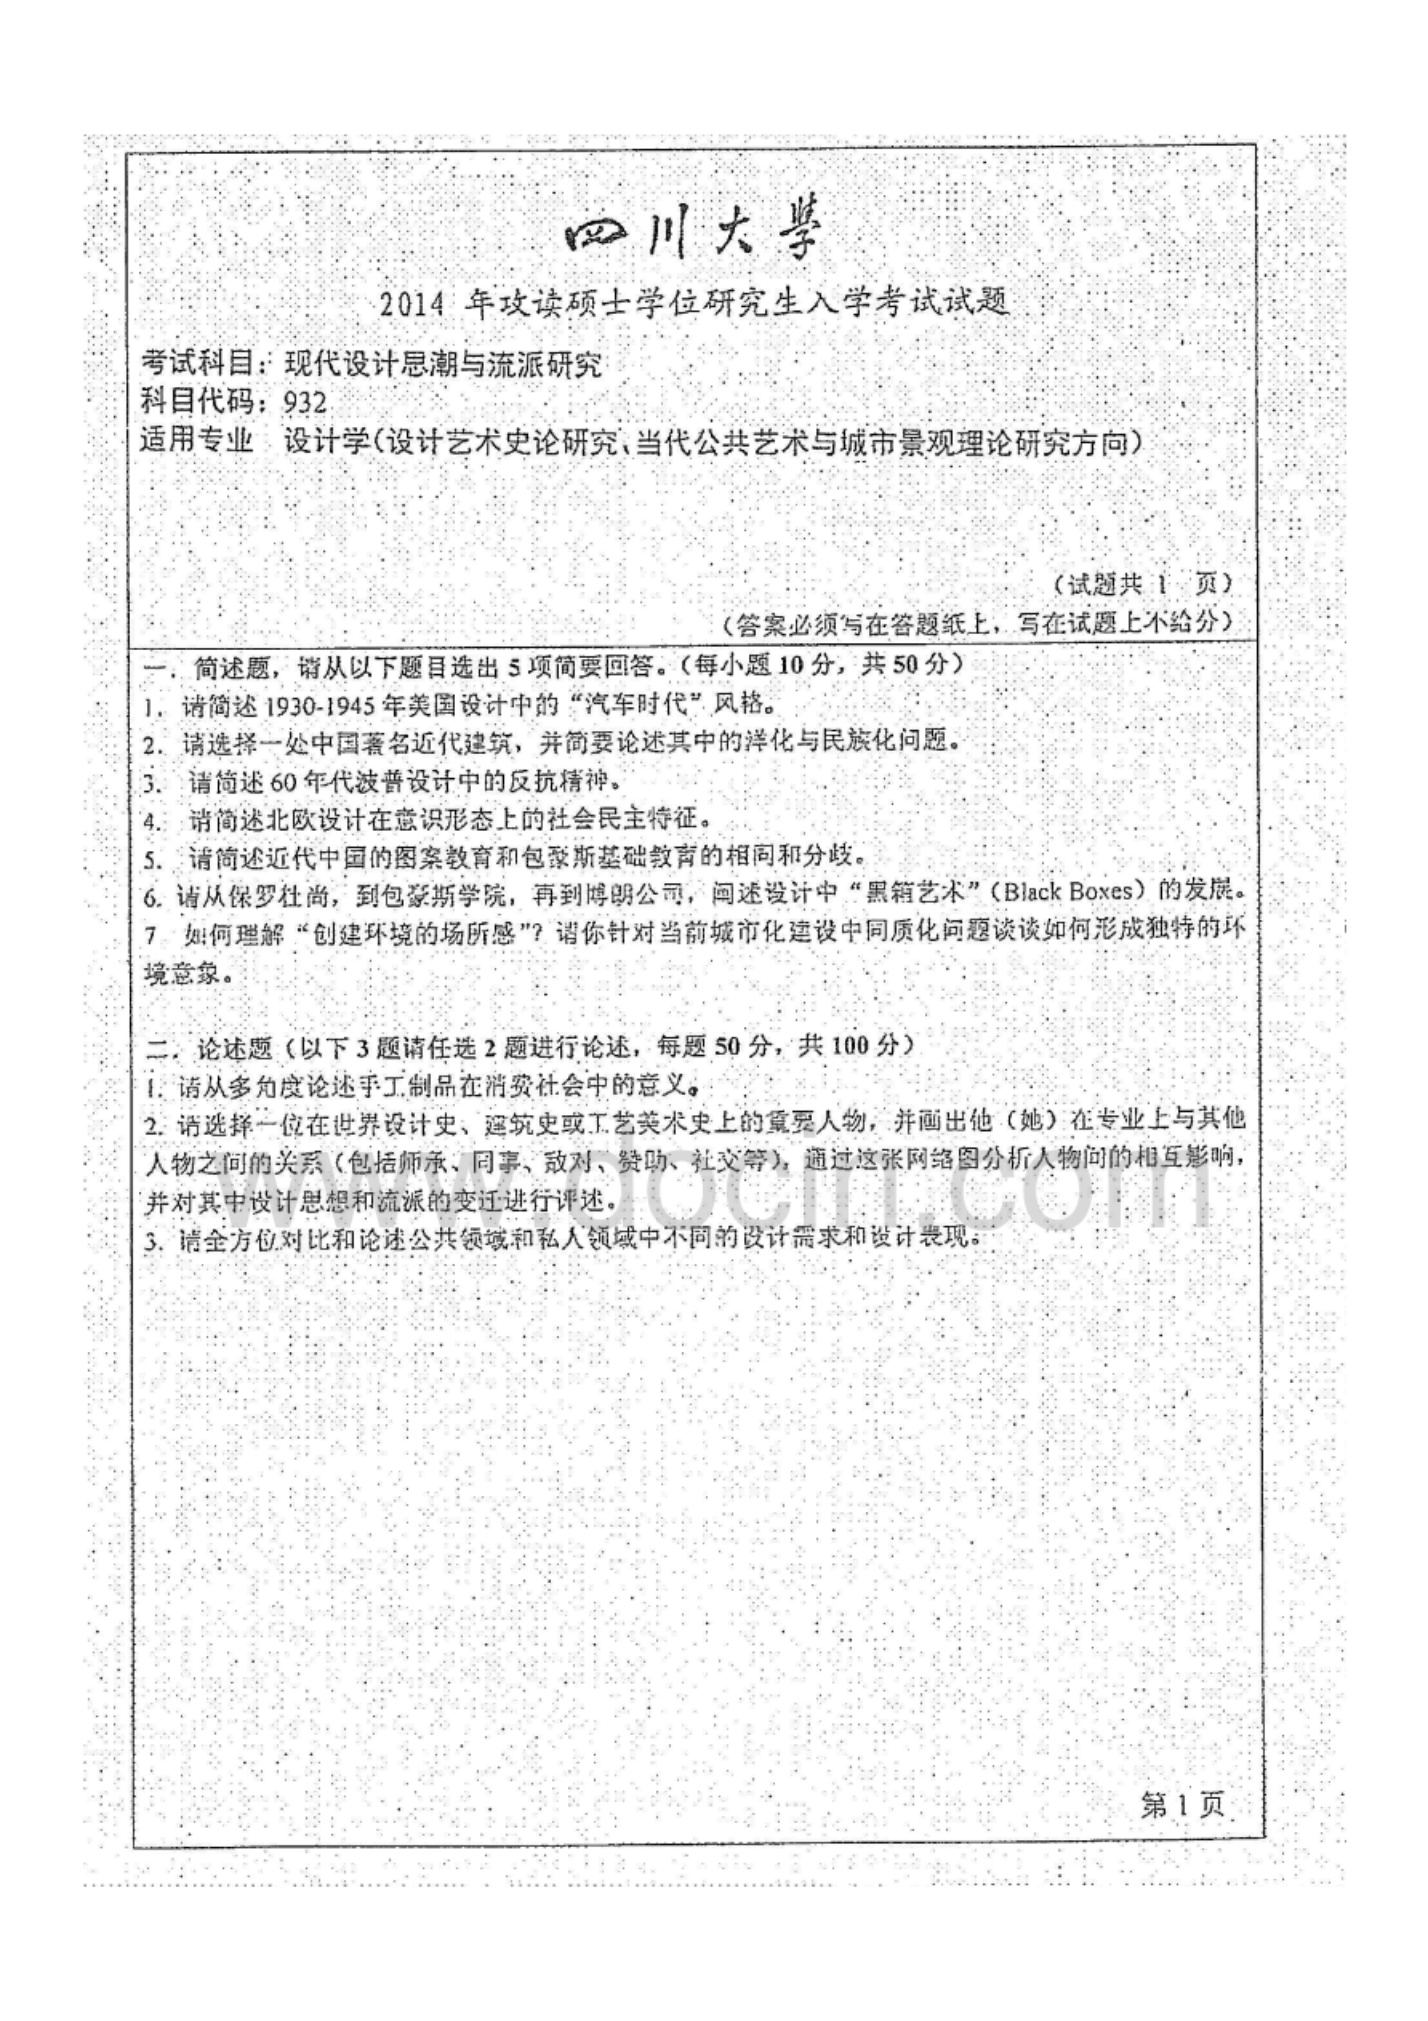 四川大學
2014 年攻读硕士学位研究生入学考试试题
考试科目：现代设计思潮与流派研究
科目代码：932
适用专业 设计学(设计艺术史论研究、当代公共艺术与城市景观理论研究方向)
（试题共 1 页）
（答案必须写在答题纸上，写在试题上不给分）
一．简述题，请从以下题目选出 5 项简要回答。（每小题 10 分，共 50 分）
1．请简述 1930-1945 年美国设计中的“汽车时代”风格。
2．请选择一处中国著名近代建筑，并简要论述其中的洋化与民族化问题。
3． 请简述 60 年代波普设计中的反抗精神。
4． 请简述北欧设计在意识形态上的社会民主特征。
5． 请简述近代中国的图案教育和包豪斯基础教育的相同和分歧。
6. 请从保罗杜尚，到包豪斯学院，再到博朗公司，阐述设计中“黑箱艺术”（Black Boxes）的发展。
7 如何理解“创建环境的场所感”？请你针对当前城市化建设中同质化问题谈谈如何形成独特的环
境意象。
二．论述题（以下 3 题请任选 2 题进行论述，每题 50 分，共 100 分）
1. 请从多角度论述手工制品在消费社会中的意义。
2. 请选择一位在世界设计史、建筑史或工艺美术史上的重要人物，并画出他（她）在专业上与其他
人物之间的关系（包括师承、同事、敌对、赞助、社交等），通过这张网络图分析人物间的相互影响，
并对其中设计思想和流派的变迁进行评述。
3. 请全方位对比和论述公共领域和私人领域中不同的设计需求和设计表现。
www.docin.com
第 1 页